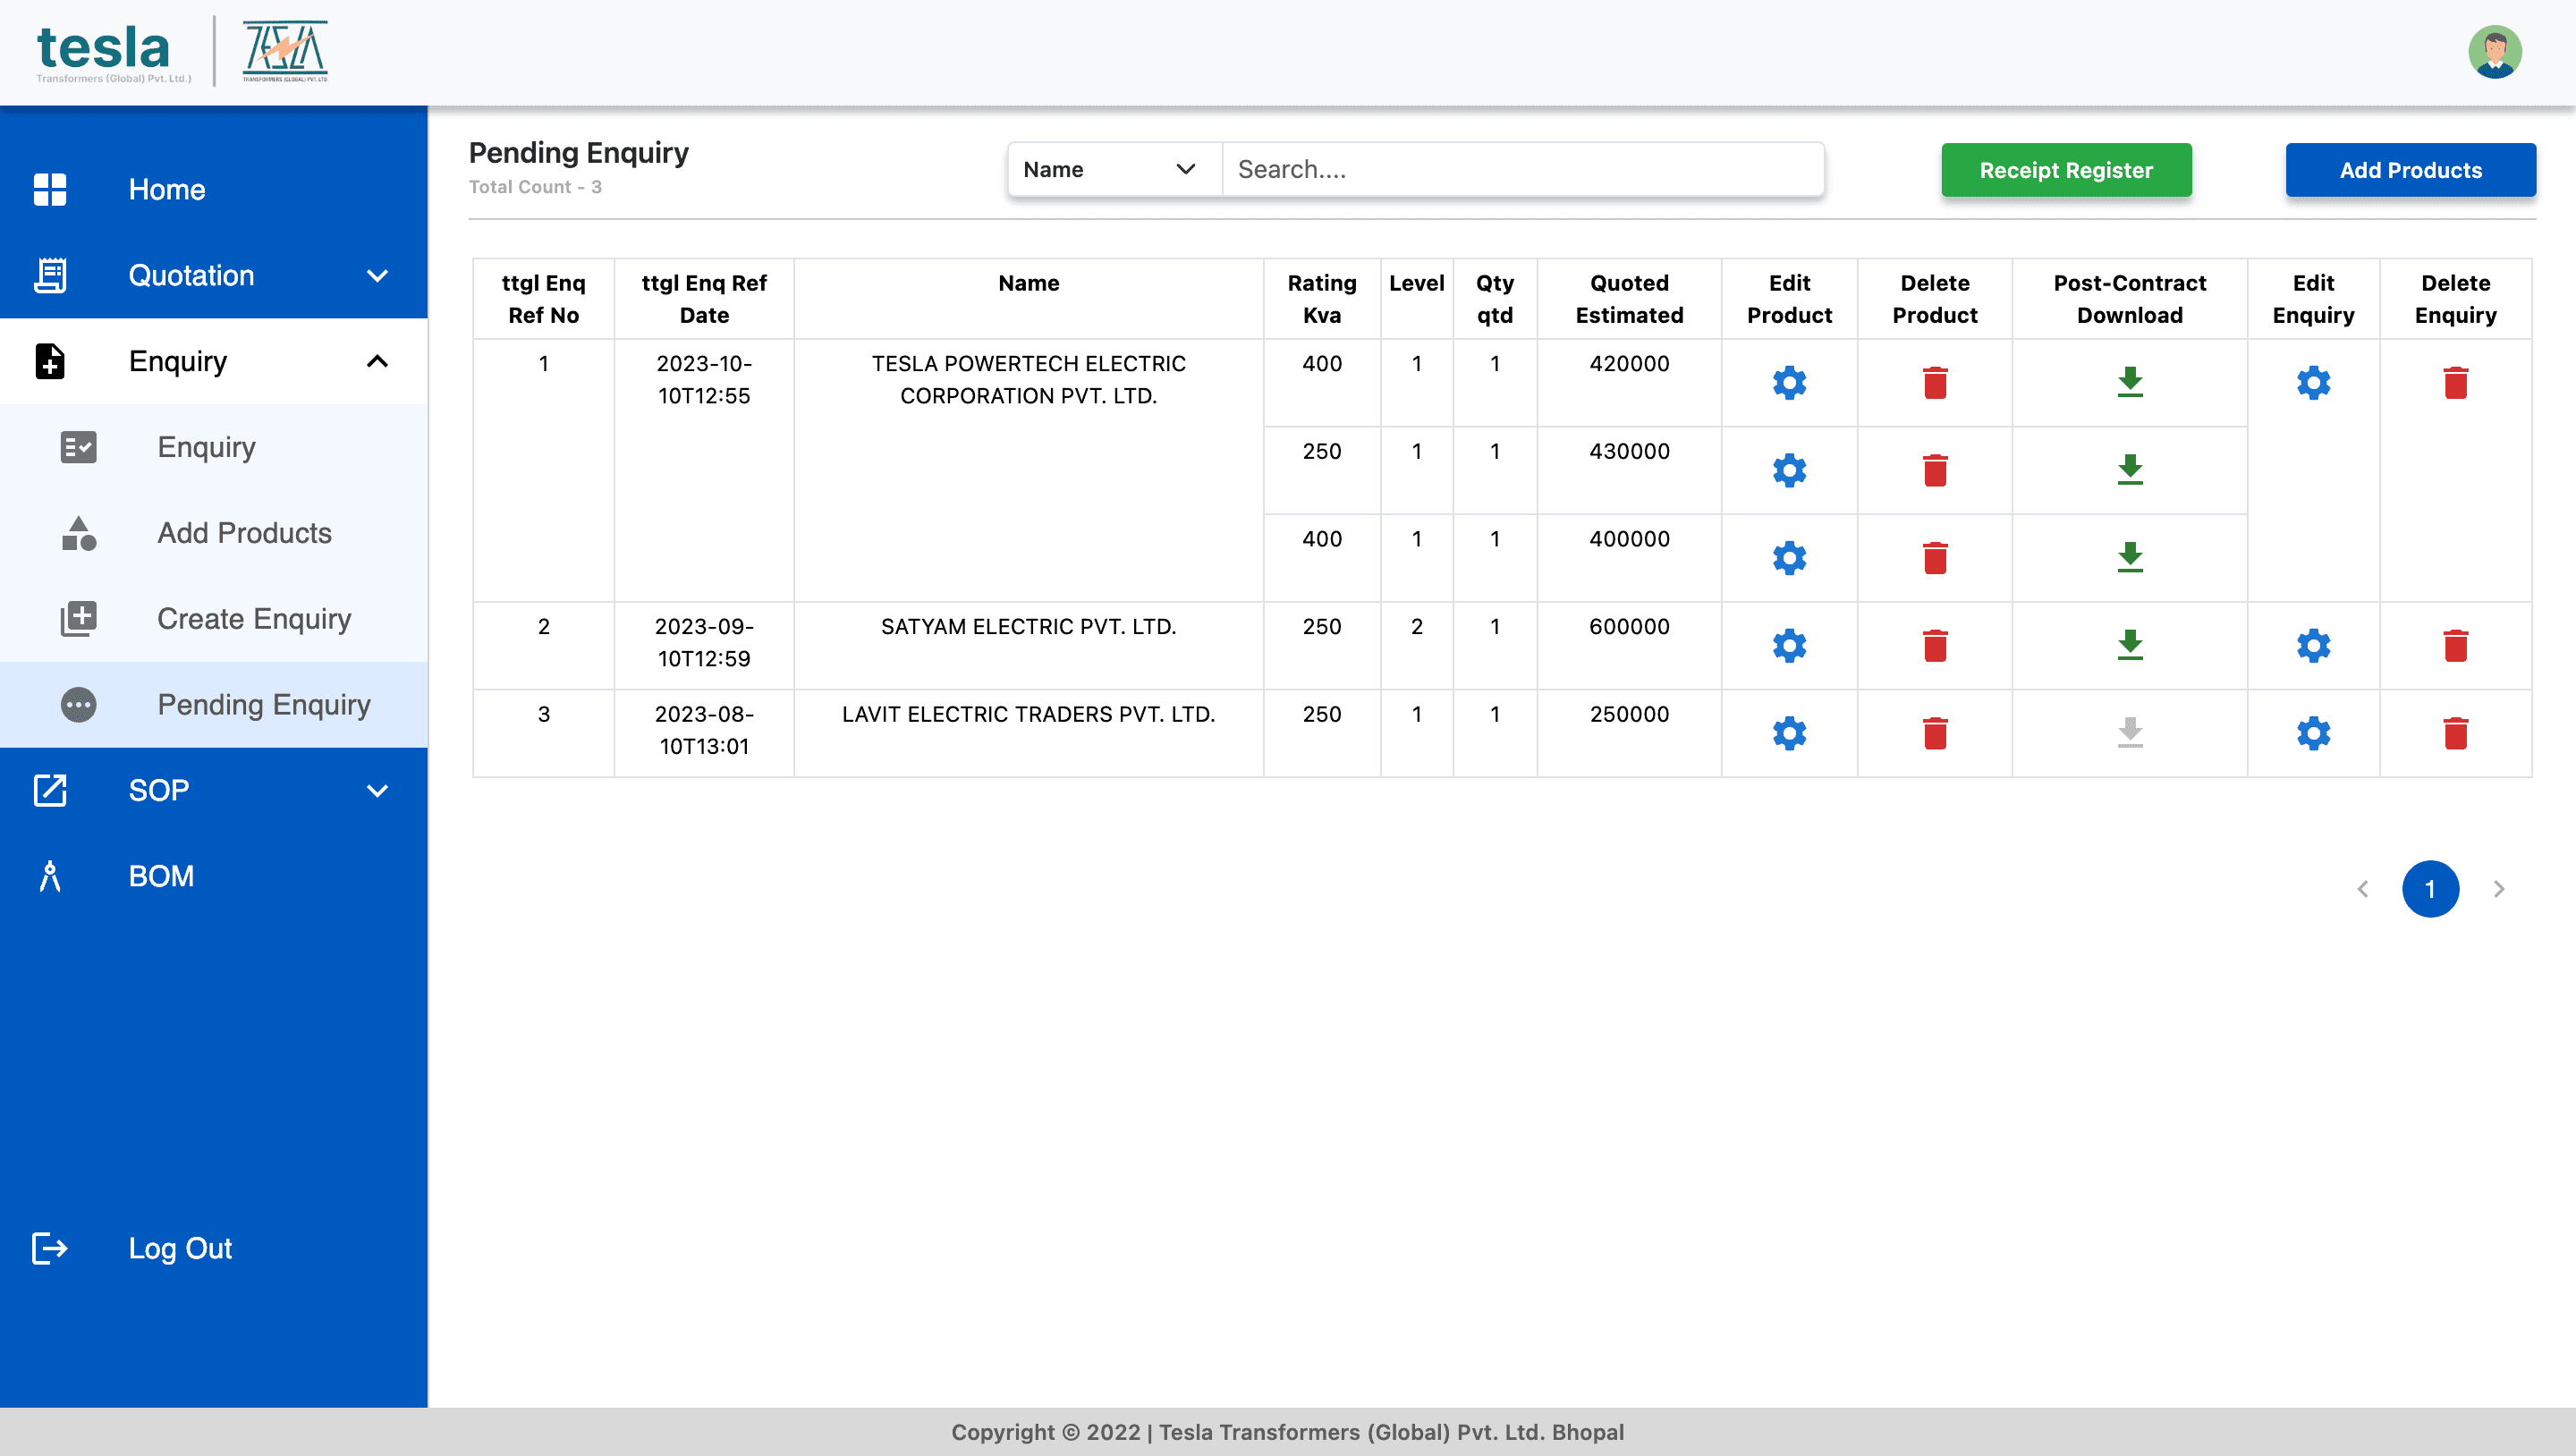 tesla
Transformers (Global) Pvt. Ltd.)
TESLA
TRANSFORMERS (GLOBAL) PVT. LTD
Home
Quotation
Enquiry
Enquiry
Add Products
Create Enquiry
Pending Enquiry
SOP
BOM
Log Out
Pending Enquiry
Total Count - 3
Name
Search....
Receipt Register
Add Products
ttgl Enq Ref No
ttgl Enq Ref Date
Name
Rating Kva
Level
Qty qtd
Quoted Estimated
Edit Product
Delete Product
Post-Contract Download
Edit Enquiry
Delete Enquiry
1
2023-10-
10T12:55
TESLA POWERTECH ELECTRIC
CORPORATION PVT. LTD.
400 1 1 420000
250 1 1 430000
400 1 1 400000
2
2023-09-
10T12:59
SATYAM ELECTRIC PVT. LTD.
250 2 1 600000
3
2023-08-
10T13:01
LAVIT ELECTRIC TRADERS PVT. LTD.
250 1 1 250000
1
Copyright © 2022 | Tesla Transformers (Global) Pvt. Ltd. Bhopal